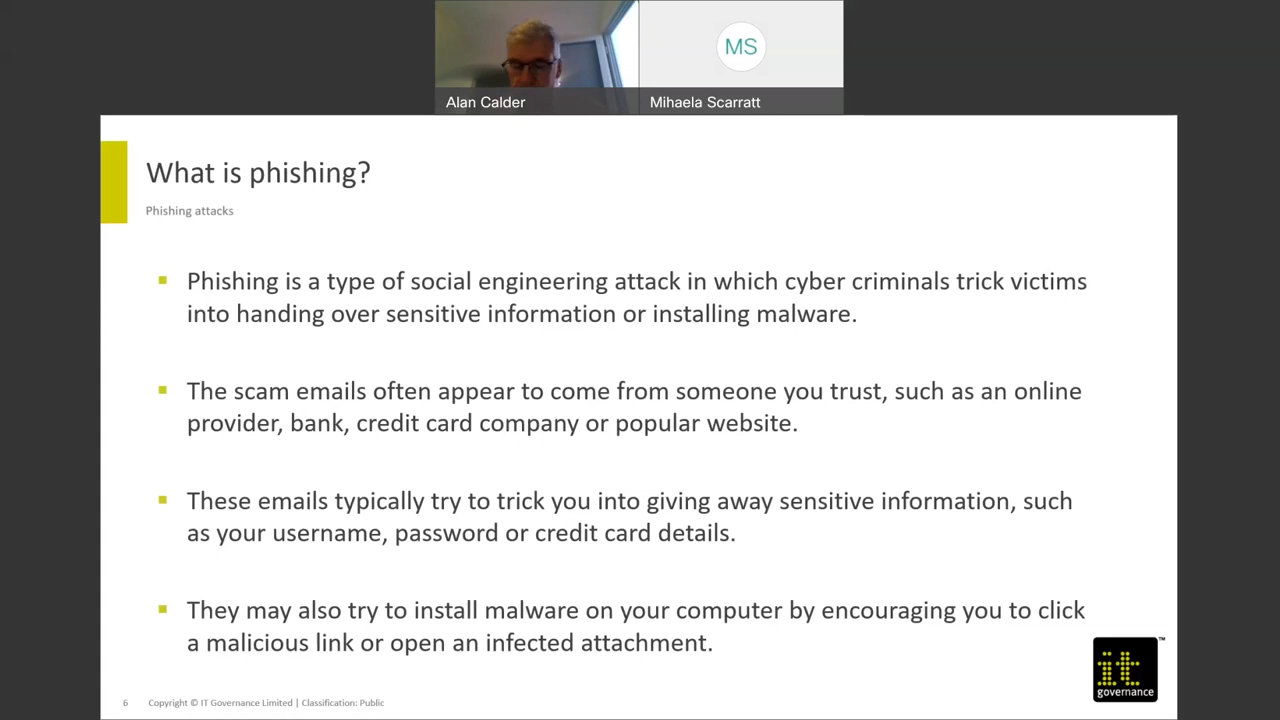 MS
Alan Calder
Mihaela Scarratt
What is phishing?
Phishing attacks
▪ Phishing is a type of social engineering attack in which cyber criminals trick victims
into handing over sensitive information or installing malware.
▪ The scam emails often appear to come from someone you trust, such as an online
provider, bank, credit card company or popular website.
▪ These emails typically try to trick you into giving away sensitive information, such
as your username, password or credit card details.
▪ They may also try to install malware on your computer by encouraging you to click
a malicious link or open an infected attachment.
it ™
governance
6 Copyright © IT Governance Limited | Classification: Public